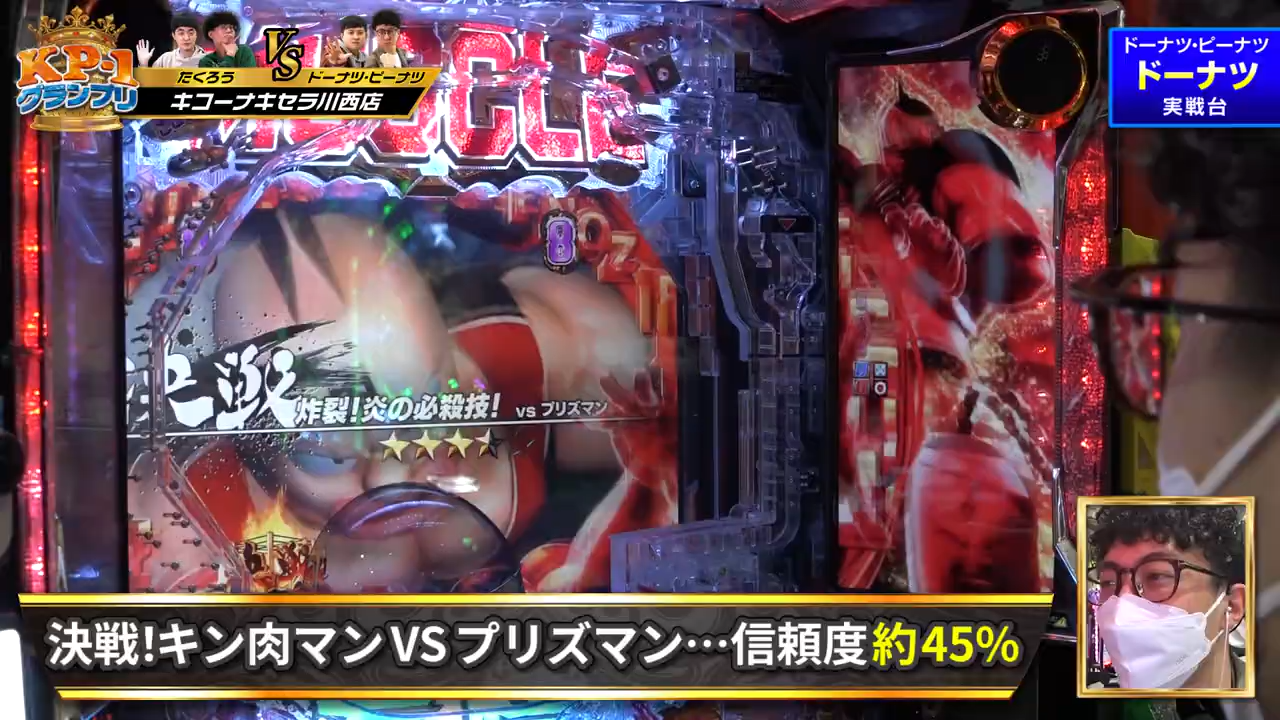 KP-1
グランプリ
たくろう
VS
ドーナツ・ピーナツ
キコーナキセラ川西店
ドーナツ・ピーナツ
ドーナツ
実戦台
決戦
炸裂!炎の必殺技! vs プリズマン
決戦!キン肉マンVSプリズマン…信頼度約45%